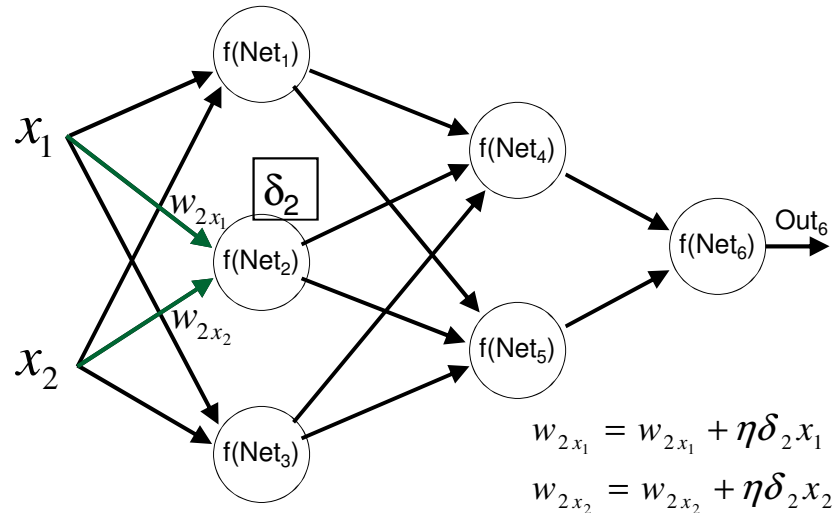 f(Net₁)
x₁
f(Net₄)
δ₂
w₂ₓ₁
Out₆
f(Net₂)
f(Net₆)
w₂ₓ₂
x₂
f(Net₅)
f(Net₃)
w₂ₓ₁ = w₂ₓ₁ + ηδ₂x₁
w₂ₓ₂ = w₂ₓ₂ + ηδ₂x₂